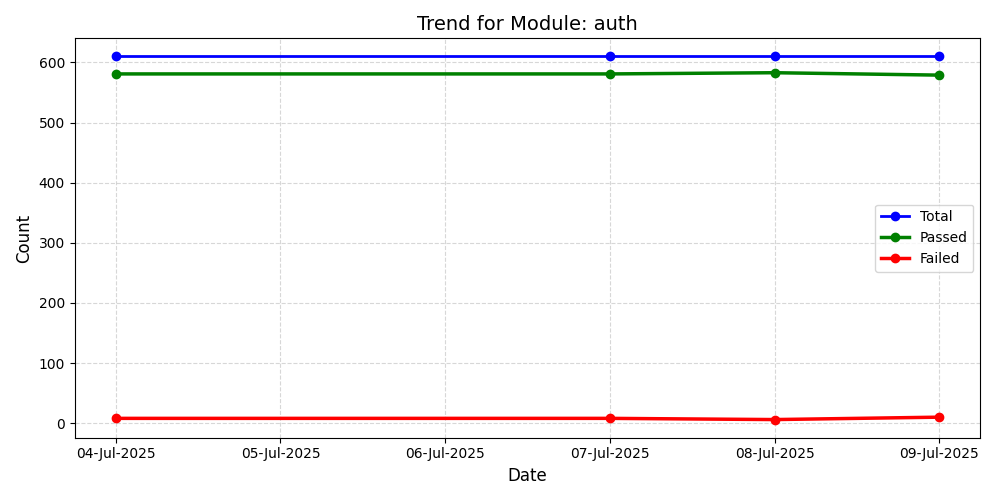 Trend for Module: auth
600
500
400
300
200
100
0
Count
Total
Passed
Failed
04-Jul-2025 05-Jul-2025 06-Jul-2025 07-Jul-2025 08-Jul-2025 09-Jul-2025
Date